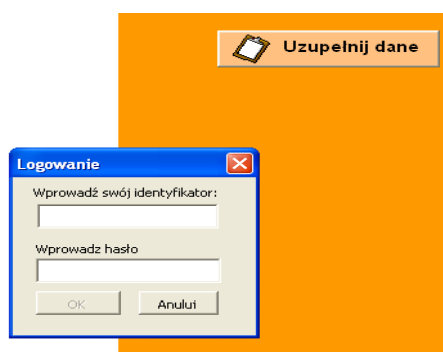 Uzupełnij dane
Logowanie
Wprowadź swój identyfikator:
Wprowadz hasło
OK
Anuluj